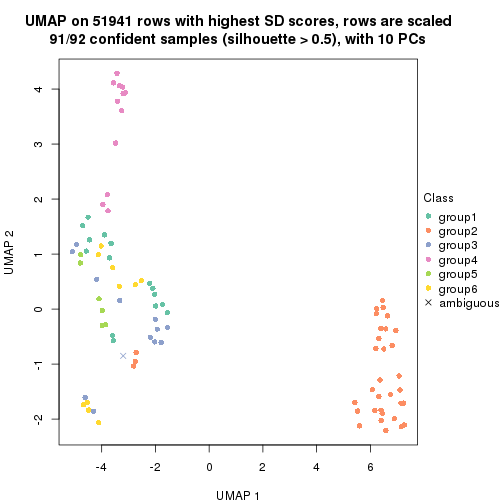 UMAP on 51941 rows with highest SD scores, rows are scaled
91/92 confident samples (silhouette > 0.5), with 10 PCs
4
3
2
1
0
-1
-2
UMAP 2
-4
-2
0
2
4
6
UMAP 1
Class
group1
group2
group3
group4
group5
group6
ambiguous